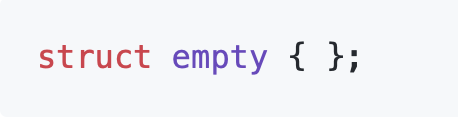 struct empty { };